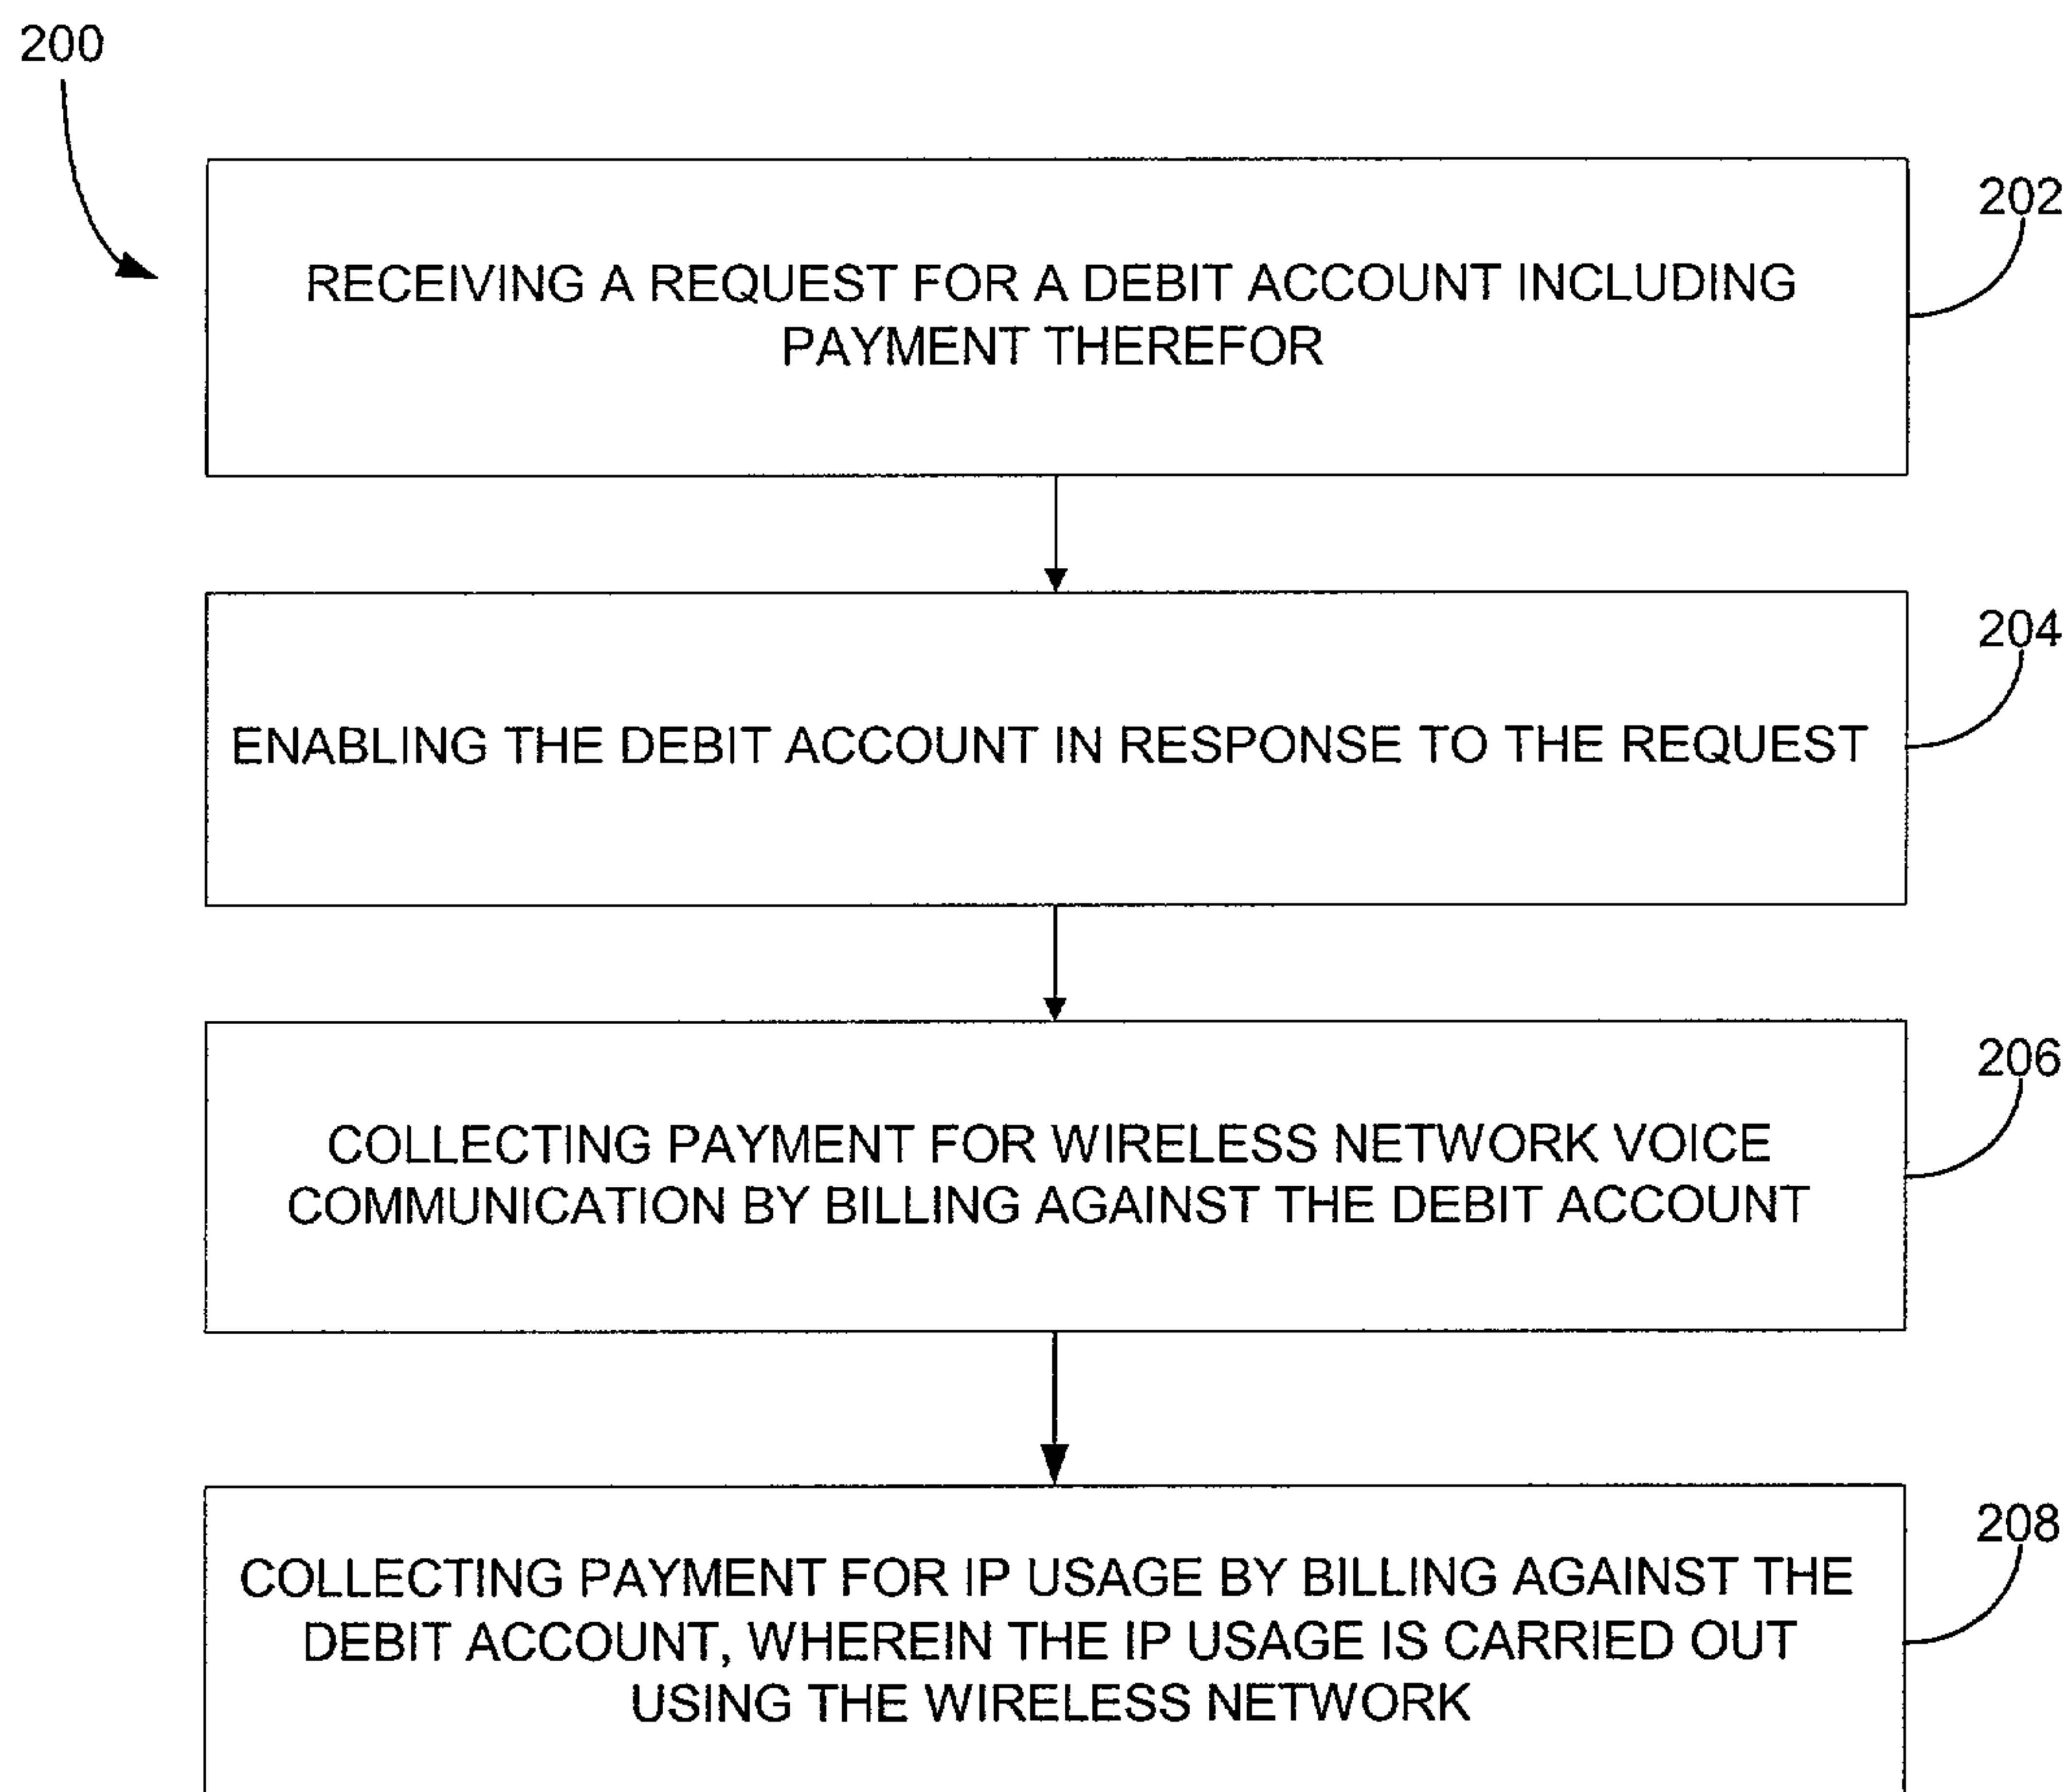 200
202
RECEIVING A REQUEST FOR A DEBIT ACCOUNT INCLUDING
PAYMENT THEREFOR
204
ENABLING THE DEBIT ACCOUNT IN RESPONSE TO THE REQUEST
206
COLLECTING PAYMENT FOR WIRELESS NETWORK VOICE
COMMUNICATION BY BILLING AGAINST THE DEBIT ACCOUNT
208
COLLECTING PAYMENT FOR IP USAGE BY BILLING AGAINST THE
DEBIT ACCOUNT, WHEREIN THE IP USAGE IS CARRIED OUT
USING THE WIRELESS NETWORK